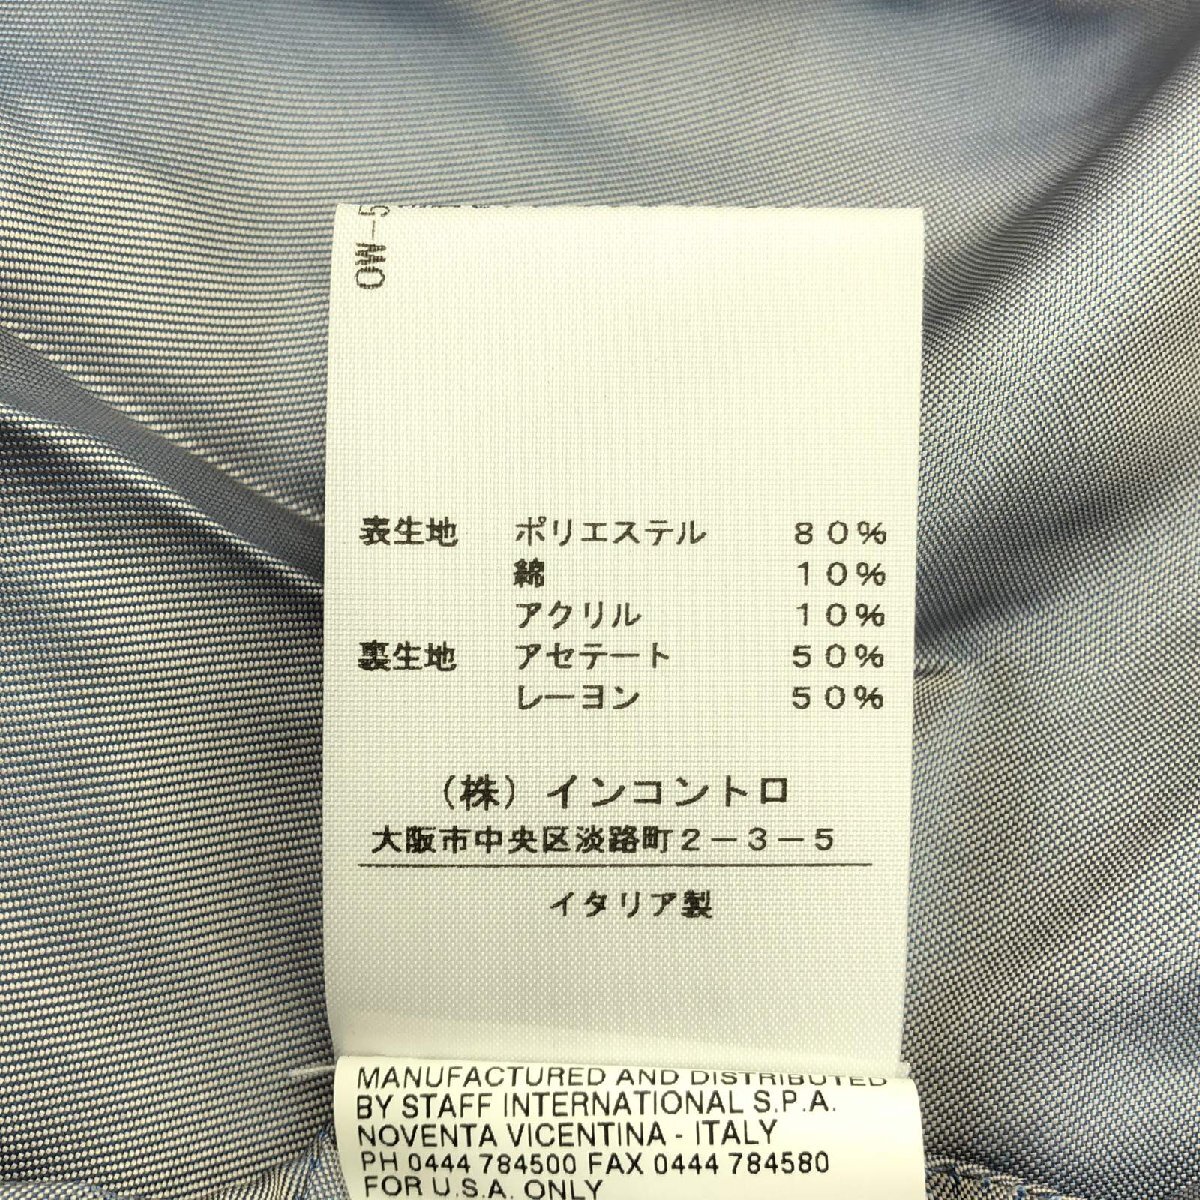 5-MO
表生地 ポリエステル 80%
綿 10%
アクリル 10%
裏生地 アセテート 50%
レーヨン 50%
(株)インコントロ
大阪市中央区淡路町2-3-5
イタリア製
MANUFACTURED AND DISTRIBUTED
BY STAFF INTERNATIONAL S.P.A.
NOVENTA VICENTINA - ITALY
PH 0444 784500 FAX 0444 784580
FOR U.S.A. ONLY